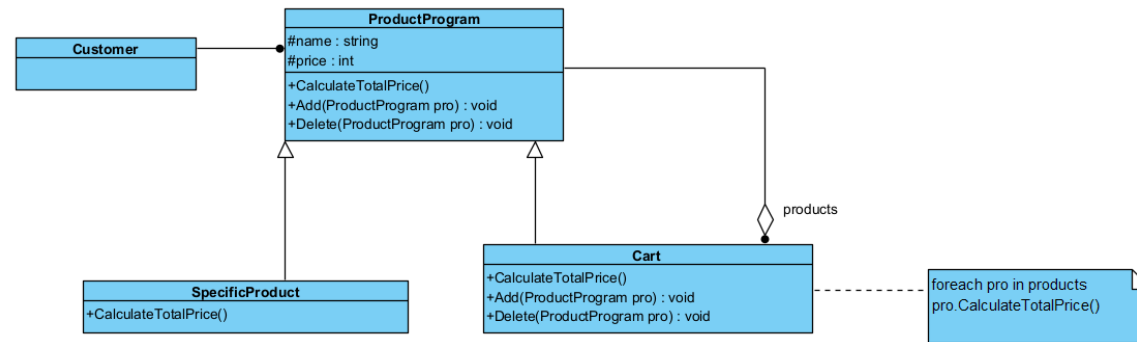 ProductProgram
#name : string
#price : int
+CalculateTotalPrice()
+Add(ProductProgram pro) : void
+Delete(ProductProgram pro) : void
Customer
products
SpecificProduct
+CalculateTotalPrice()
Cart
+CalculateTotalPrice()
+Add(ProductProgram pro) : void
+Delete(ProductProgram pro) : void
foreach pro in products
pro.CalculateTotalPrice()